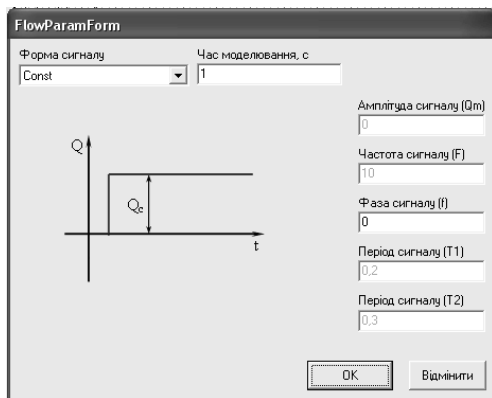 FlowParamForm
Форма сигналу
Const
Час моделювання, с
1
Амплітуда сигналу (Qm)
0
Частота сигналу (F)
10
Фаза сигналу (f)
0
Період сигналу (T1)
0,2
Період сигналу (T2)
0,3
Q
Qc
t
OK
Відмінити